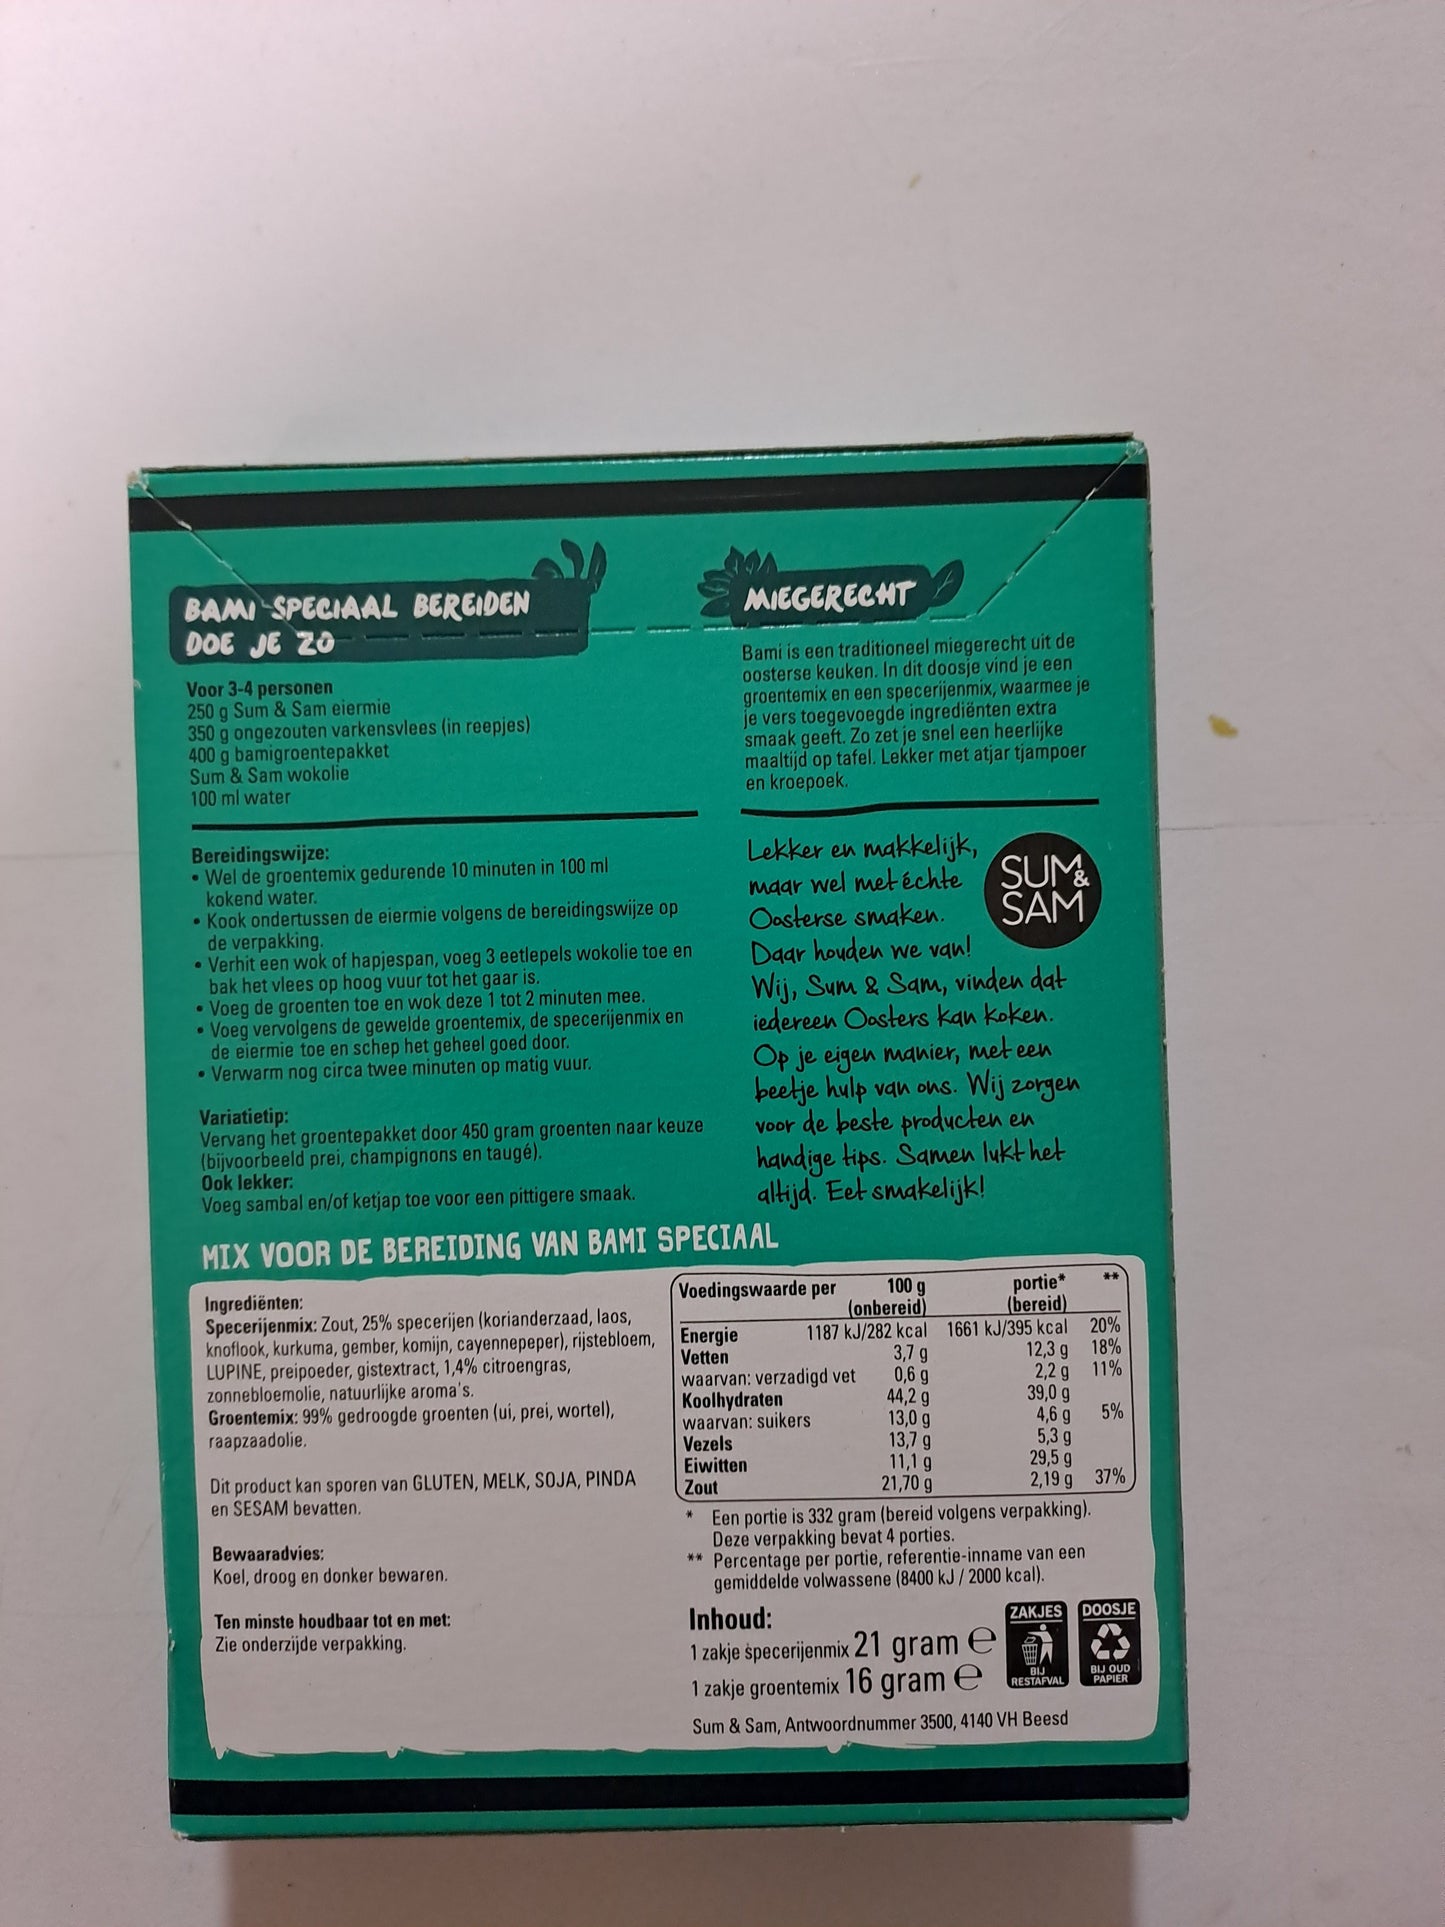 BAMI SPECIAAL BEREIDEN
DOE JE ZO
Voor 3-4 personen
250 g Sum & Sam eiermie
350 g ongezouten varkensvlees (in reepjes)
400 g bamigroentepakket
Sum & Sam wokolie
100 ml water
Bereidingswijze:
• Wel de groentemix gedurende 10 minuten in 100 ml
kokend water.
• Kook ondertussen de eiermie volgens de bereidingswijze op
de verpakking.
• Verhit een wok of hapjespan, voeg 3 eetlepels wokolie toe en
bak het vlees op hoog vuur tot het gaar is.
• Voeg de groenten toe en wok deze 1 tot 2 minuten mee.
• Voeg vervolgens de gewelde groentemix, de specerijenmix en
de eiermie toe en schep het geheel goed door.
• Verwarm nog circa twee minuten op matig vuur.
Variatietip:
Vervang het groentepakket door 450 gram groenten naar keuze
(bijvoorbeeld prei, champignons en taugé).
Ook lekker:
Voeg sambal en/of ketjap toe voor een pittigere smaak.
MIEGERECHT
Bami is een traditioneel miegerecht uit de
oosterse keuken. In dit doosje vind je een
groentemix en een specerijenmix, waarmee je
je vers toegevoegde ingrediënten extra
smaak geeft. Zo zet je snel een heerlijke
maaltijd op tafel. Lekker met atjar tjampoer
en kroepoek.
Lekker en makkelijk,
maar wel met échte
Oosterse smaken.
Daar houden we van!
Wij, Sum & Sam, vinden dat
iedereen Oosters kan koken.
Op je eigen manier, met een
beetje hulp van ons. Wij zorgen
voor de beste producten en
handige tips. Samen lukt het
altijd. Eet smakelijk!
SUM
&
SAM
MIX VOOR DE BEREIDING VAN BAMI SPECIAAL
Ingrediënten:
Specerijenmix: Zout, 25% specerijen (korianderzaad, laos,
knoflook, kurkuma, gember, komijn, cayennepeper), rijstebloem,
LUPINE, preipoeder, gistextract, 1,4% citroengras,
zonnebloemolie, natuurlijke aroma's.
Groentemix: 99% gedroogde groenten (ui, prei, wortel),
raapzaadolie.
Dit product kan sporen van GLUTEN, MELK, SOJA, PINDA
en SESAM bevatten.
Bewaaradvies:
Koel, droog en donker bewaren.
Ten minste houdbaar tot en met:
Zie onderzijde verpakking.
Voedingswaarde per 100 g portie* **
(onbereid) (bereid)
Energie 1187 kJ/282 kcal 1661 kJ/395 kcal 20%
Vetten 3,7 g 12,3 g 18%
waarvan: verzadigd vet 0,6 g 2,2 g 11%
Koolhydraten 44,2 g 39,0 g
waarvan: suikers 13,0 g 4,6 g 5%
Vezels 13,7 g 5,3 g
Eiwitten 11,1 g 29,5 g
Zout 21,70 g 2,19 g 37%
* Een portie is 332 gram (bereid volgens verpakking).
Deze verpakking bevat 4 porties.
** Percentage per portie, referentie-inname van een
gemiddelde volwassene (8400 kJ / 2000 kcal).
Inhoud:
1 zakje specerijenmix 21 gram e
1 zakje groentemix 16 gram e
ZAKJES
BIJ
RESTAFVAL
DOOSJE
BIJ OUD
PAPIER
Sum & Sam, Antwoordnummer 3500, 4140 VH Beesd